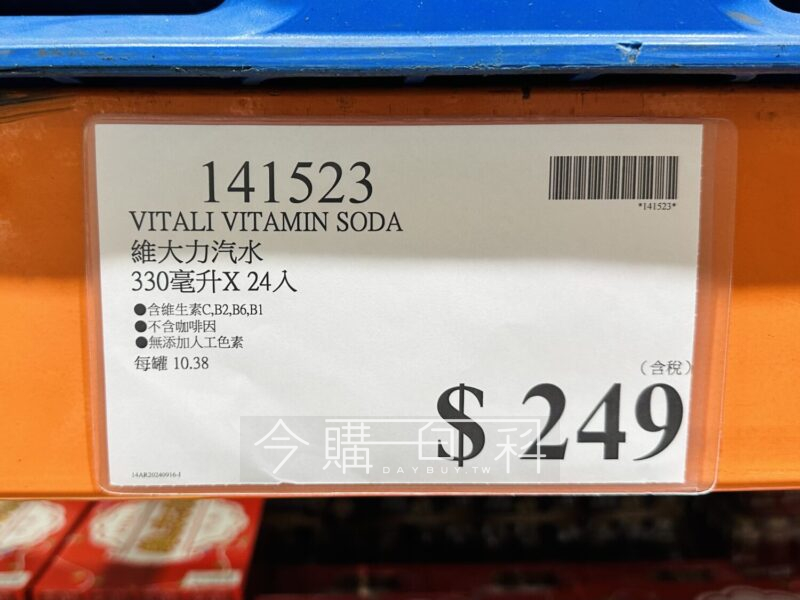 141523
*141523*
VITALI VITAMIN SODA
維大力汽水
330毫升X 24入
●含維生素C,B2,B6,B1
●不含咖啡因
●無添加人工色素
每罐 10.38
(含稅)
$ 249
今購百科
DAYBUY.TW
14AR20240916-I